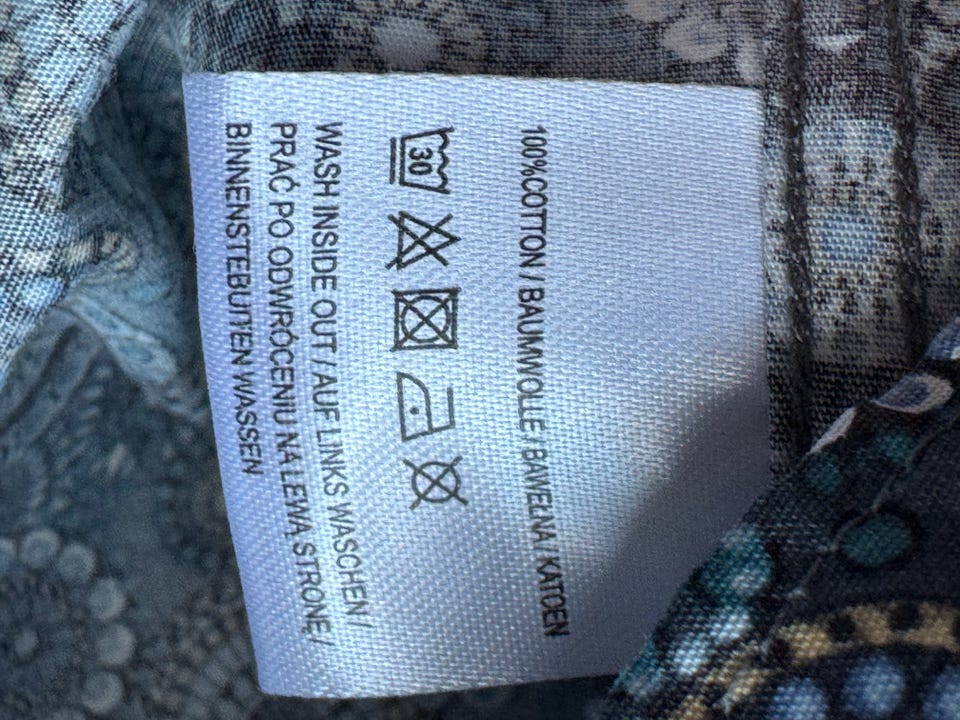 100%COTTON / BAUMWOLLE / BAWEŁNA / KATOEN
30
WASH INSIDE OUT / AUF LINKS WASCHEN /
PRAĆ PO ODWRÓCENIU NA LEWĄ STRONĘ /
BINNENSTEBUITEN WASSEN